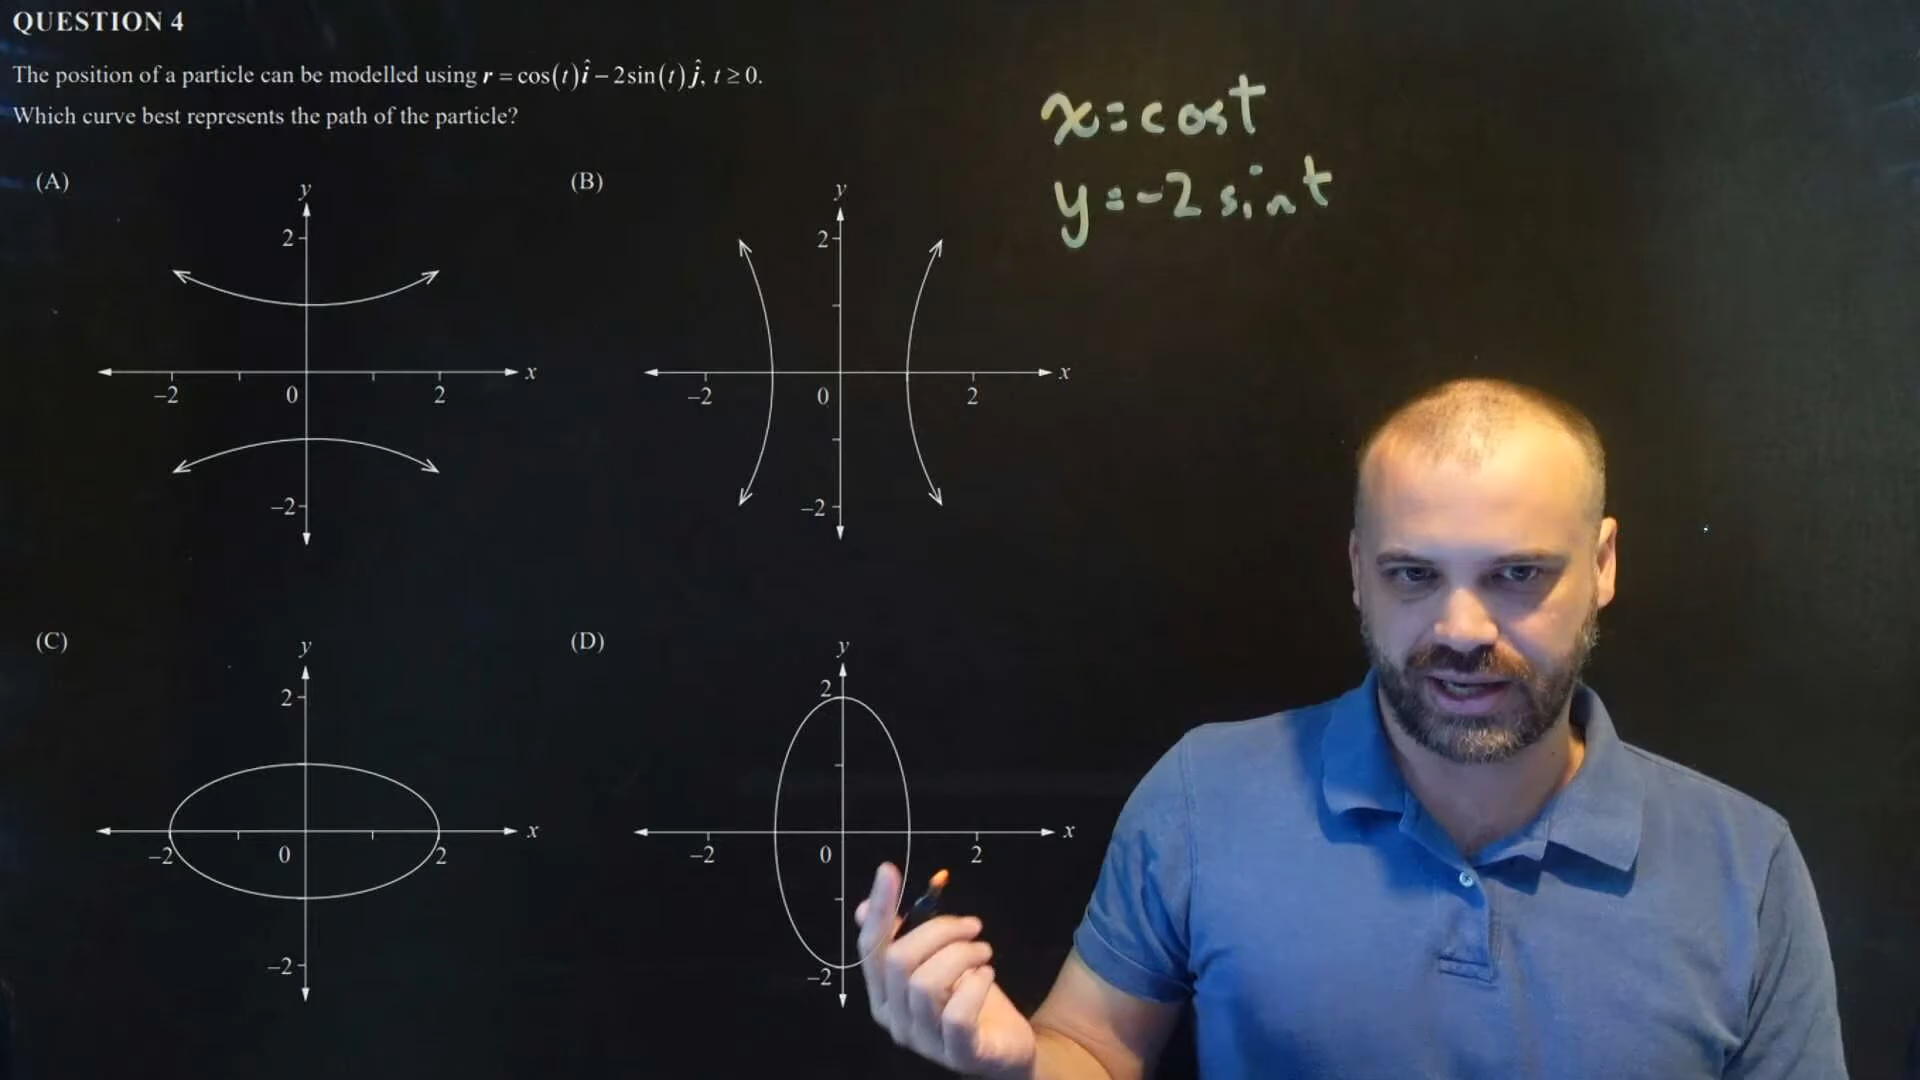 QUESTION 4
The position of a particle can be modelled using r = cos(t)î − 2sin(t)ĵ, t ≥ 0.
Which curve best represents the path of the particle?
x=cost
y=-2sint
(A)
y
2
−2
0
2
x
−2
(B)
y
2
−2
0
2
x
−2
(C)
y
2
−2
0
2
x
−2
(D)
y
2
−2
0
2
x
−2